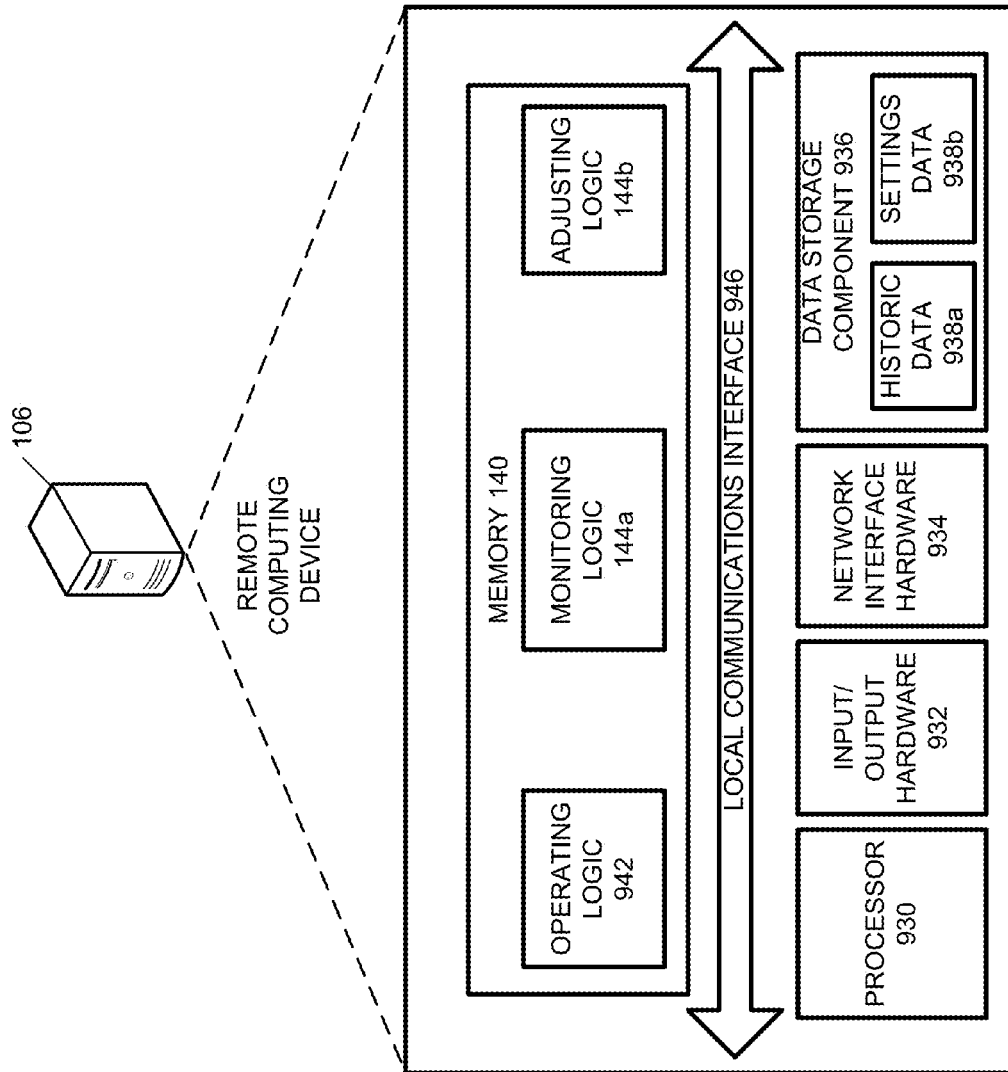 106
REMOTE
COMPUTING
DEVICE
MEMORY 140
OPERATING
LOGIC
942
MONITORING
LOGIC
144a
ADJUSTING
LOGIC
144b
LOCAL COMMUNICATIONS INTERFACE 946
PROCESSOR
930
INPUT/
OUTPUT
HARDWARE
932
NETWORK
INTERFACE
HARDWARE
934
DATA STORAGE
COMPONENT 936
HISTORIC
DATA
938a
SETTINGS
DATA
938b